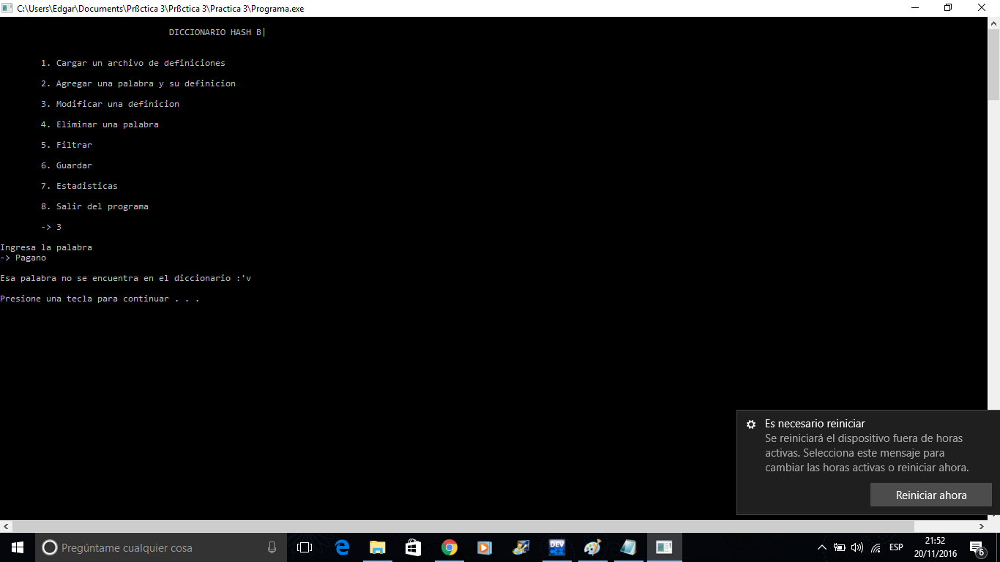 C:\Users\Edgar\Documents\Prßctica 3\Prßctica 3\Practica 3\Programa.exe
DICCIONARIO HASH B|
1. Cargar un archivo de definiciones
2. Agregar una palabra y su definicion
3. Modificar una definicion
4. Eliminar una palabra
5. Filtrar
6. Guardar
7. Estadisticas
8. Salir del programa
-> 3
Ingresa la palabra
-> Pagano
Esa palabra no se encuentra en el diccionario :'v
Presione una tecla para continuar . . .
Es necesario reiniciar
Se reiniciará el dispositivo fuera de horas
activas. Selecciona este mensaje para
cambiar las horas activas o reiniciar ahora.
Reiniciar ahora
Pregúntame cualquier cosa
DEV
ESP
21:52
20/11/2016
6